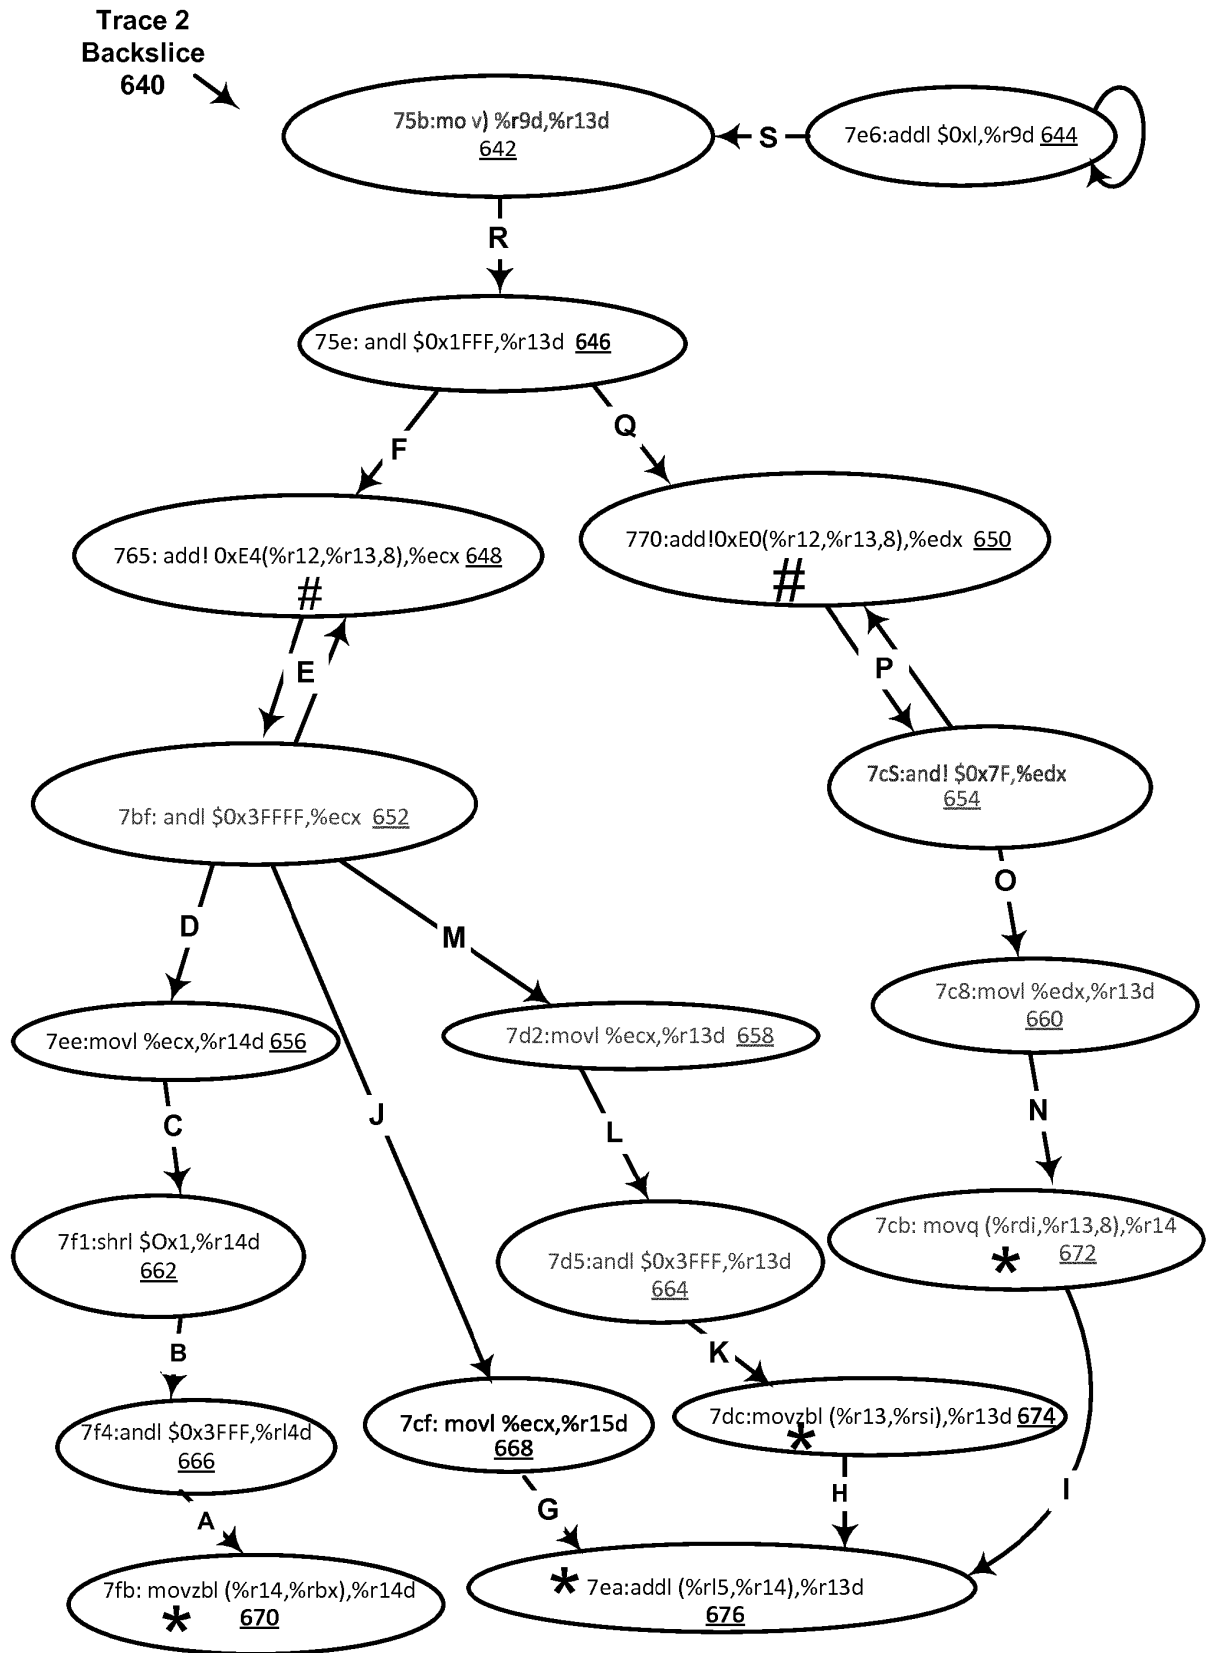 Trace 2
Backslice
640
75b:mo v) %r9d,%r13d
642
S
7e6:addl $0xl,%r9d 644
R
75e: andl $0x1FFF,%r13d 646
F
Q
765: add! 0xE4(%r12,%r13,8),%ecx 648
#
770:add!0xE0(%r12,%r13,8),%edx 650
#
E
P
7bf: andl $0x3FFFF,%ecx 652
7cS:and! $0x7F,%edx
654
D
M
O
7ee:movl %ecx,%r14d 656
7d2:movl %ecx,%r13d 658
7c8:movl %edx,%r13d
660
C
J
L
N
7f1:shrl $Ox1,%r14d
662
7d5:andl $0x3FFF,%r13d
664
7cb: movq (%rdi,%r13,8),%r14
* 672
B
K
7f4:andl $0x3FFF,%rl4d
666
7cf: movl %ecx,%r15d
668
7dc:movzbl (%r13,%rsi),%r13d 674
*
A
G
H
I
7fb: movzbl (%r14,%rbx),%r14d
* 670
* 7ea:addl (%rl5,%r14),%r13d
676